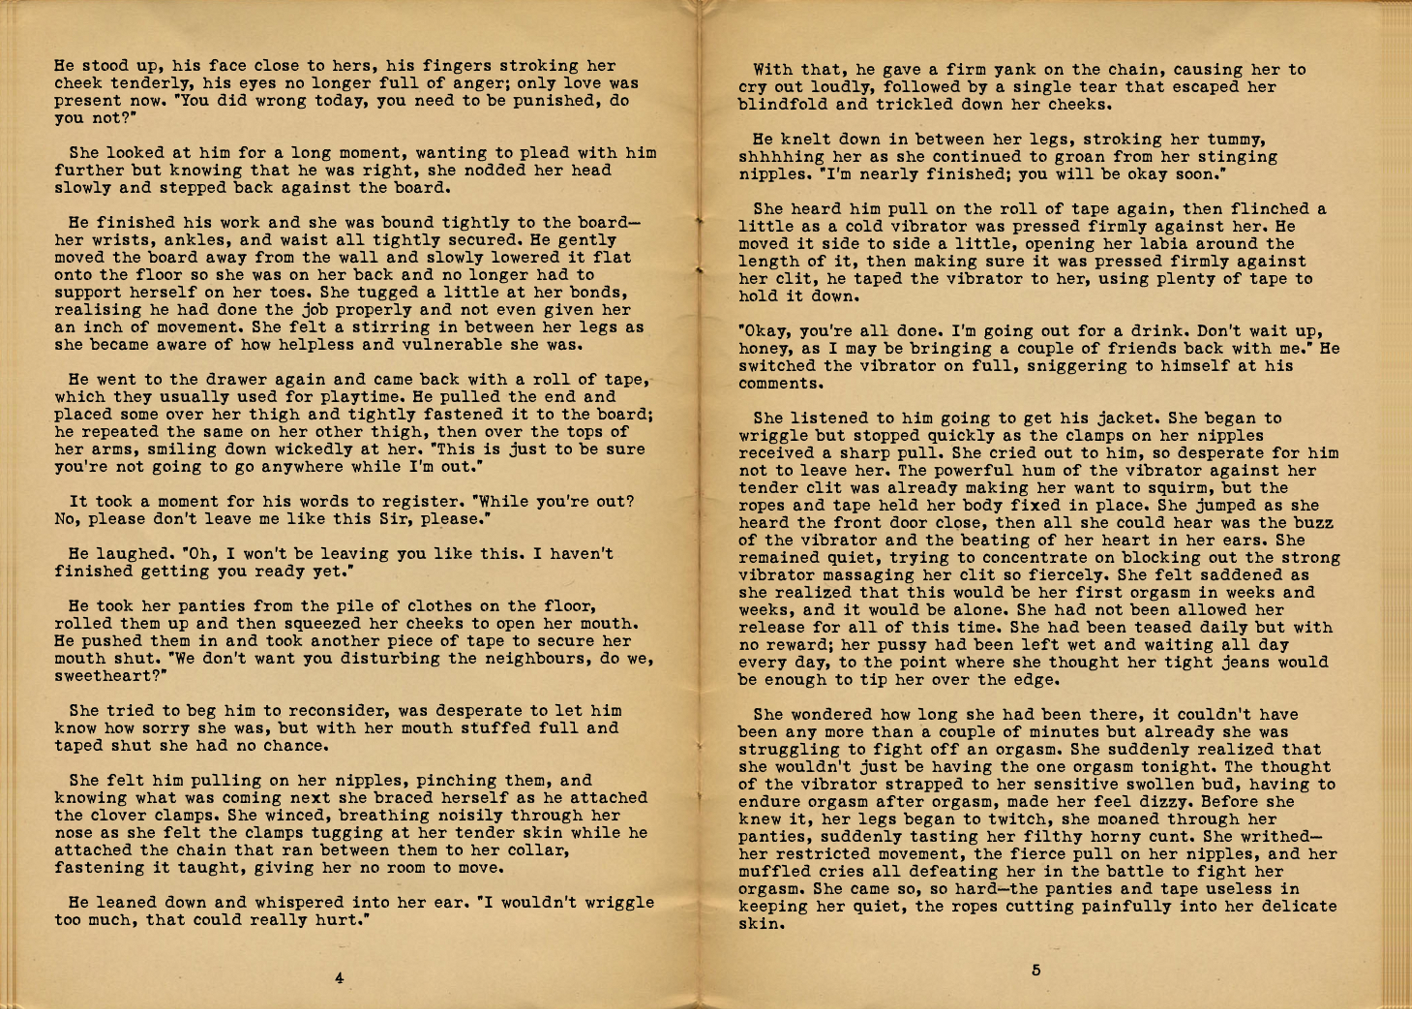 He stood up, his face close to hers, his fingers stroking her
cheek tenderly, his eyes no longer full of anger; only love was
present now. "You did wrong today, you need to be punished, do
you not?"
She looked at him for a long moment, wanting to plead with him
further but knowing that he was right, she nodded her head
slowly and stepped back against the board.
He finished his work and she was bound tightly to the board—
her wrists, ankles, and waist all tightly secured. He gently
moved the board away from the wall and slowly lowered it flat
onto the floor so she was on her back and no longer had to
support herself on her toes. She tugged a little at her bonds,
realising he had done the job properly and not even given her
an inch of movement. She felt a stirring in between her legs as
she became aware of how helpless and vulnerable she was.
He went to the drawer again and came back with a roll of tape,
which they usually used for playtime. He pulled the end and
placed some over her thigh and tightly fastened it to the board;
he repeated the same on her other thigh, then over the tops of
her arms, smiling down wickedly at her. "This is just to be sure
you're not going to go anywhere while I'm out."
It took a moment for his words to register. "While you're out?
No, please don't leave me like this Sir, please."
He laughed. "Oh, I won't be leaving you like this. I haven't
finished getting you ready yet."
He took her panties from the pile of clothes on the floor,
rolled them up and then squeezed her cheeks to open her mouth.
He pushed them in and took another piece of tape to secure her
mouth shut. "We don't want you disturbing the neighbours, do we,
sweetheart?"
She tried to beg him to reconsider, was desperate to let him
know how sorry she was, but with her mouth stuffed full and
taped shut she had no chance.
She felt him pulling on her nipples, pinching them, and
knowing what was coming next she braced herself as he attached
the clover clamps. She winced, breathing noisily through her
nose as she felt the clamps tugging at her tender skin while he
attached the chain that ran between them to her collar,
fastening it taught, giving her no room to move.
He leaned down and whispered into her ear. "I wouldn't wriggle
too much, that could really hurt."
4
With that, he gave a firm yank on the chain, causing her to
cry out loudly, followed by a single tear that escaped her
blindfold and trickled down her cheeks.
He knelt down in between her legs, stroking her tummy,
shhhhing her as she continued to groan from her stinging
nipples. "I'm nearly finished; you will be okay soon."
She heard him pull on the roll of tape again, then flinched a
little as a cold vibrator was pressed firmly against her. He
moved it side to side a little, opening her labia around the
length of it, then making sure it was pressed firmly against
her clit, he taped the vibrator to her, using plenty of tape to
hold it down.
"Okay, you're all done. I'm going out for a drink. Don't wait up,
honey, as I may be bringing a couple of friends back with me." He
switched the vibrator on full, sniggering to himself at his
comments.
She listened to him going to get his jacket. She began to
wriggle but stopped quickly as the clamps on her nipples
received a sharp pull. She cried out to him, so desperate for him
not to leave her. The powerful hum of the vibrator against her
tender clit was already making her want to squirm, but the
ropes and tape held her body fixed in place. She jumped as she
heard the front door close, then all she could hear was the buzz
of the vibrator and the beating of her heart in her ears. She
remained quiet, trying to concentrate on blocking out the strong
vibrator massaging her clit so fiercely. She felt saddened as
she realized that this would be her first orgasm in weeks and
weeks, and it would be alone. She had not been allowed her
release for all of this time. She had been teased daily but with
no reward; her pussy had been left wet and waiting all day
every day, to the point where she thought her tight jeans would
be enough to tip her over the edge.
She wondered how long she had been there, it couldn't have
been any more than a couple of minutes but already she was
struggling to fight off an orgasm. She suddenly realized that
she wouldn't just be having the one orgasm tonight. The thought
of the vibrator strapped to her sensitive swollen bud, having to
endure orgasm after orgasm, made her feel dizzy. Before she
knew it, her legs began to twitch, she moaned through her
panties, suddenly tasting her filthy horny cunt. She writhed—
her restricted movement, the fierce pull on her nipples, and her
muffled cries all defeating her in the battle to fight her
orgasm. She came so, so hard—the panties and tape useless in
keeping her quiet, the ropes cutting painfully into her delicate
skin.
5